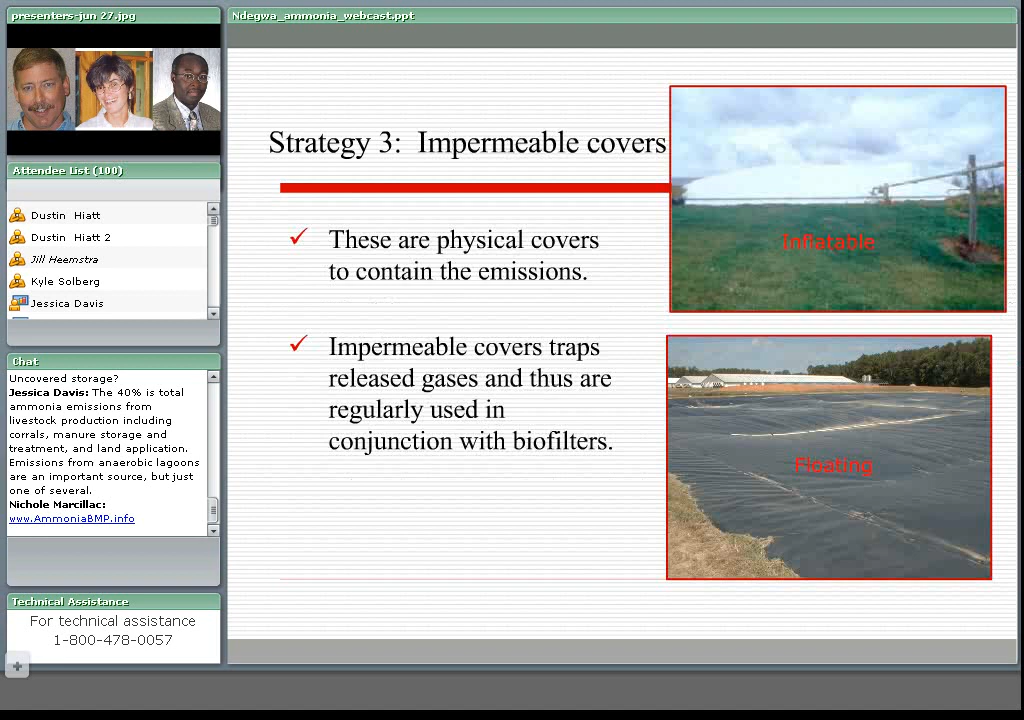 presenters-jun 27.jpg
Attendee List (100)
Dustin Hiatt
Dustin Hiatt 2
Jill Heemstra
Kyle Solberg
Jessica Davis
Chat
Uncovered storage?
Jessica Davis: The 40% is total
ammonia emissions from
livestock production including
corrals, manure storage and
treatment, and land application.
Emissions from anaerobic lagoons
are an important source, but just
one of several.
Nichole Marcillac:
www.AmmoniaBMP.info
Technical Assistance
For technical assistance
1-800-478-0057
Ndegwa_ammonia_webcast.ppt
Strategy 3: Impermeable covers
✓ These are physical covers
to contain the emissions.
✓ Impermeable covers traps
released gases and thus are
regularly used in
conjunction with biofilters.
Inflatable
Floating